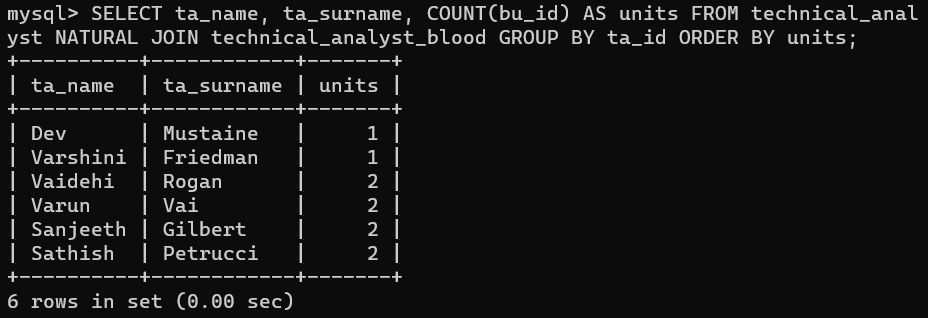 mysql> SELECT ta_name, ta_surname, COUNT(bu_id) AS units FROM technical_anal
yst NATURAL JOIN technical_analyst_blood GROUP BY ta_id ORDER BY units;
+----------+------------+-------+
| ta_name  | ta_surname | units |
+----------+------------+-------+
| Dev      | Mustaine   |     1 |
| Varshini | Friedman   |     1 |
| Vaidehi  | Rogan      |     2 |
| Varun    | Vai        |     2 |
| Sanjeeth | Gilbert    |     2 |
| Sathish  | Petrucci   |     2 |
+----------+------------+-------+
6 rows in set (0.00 sec)